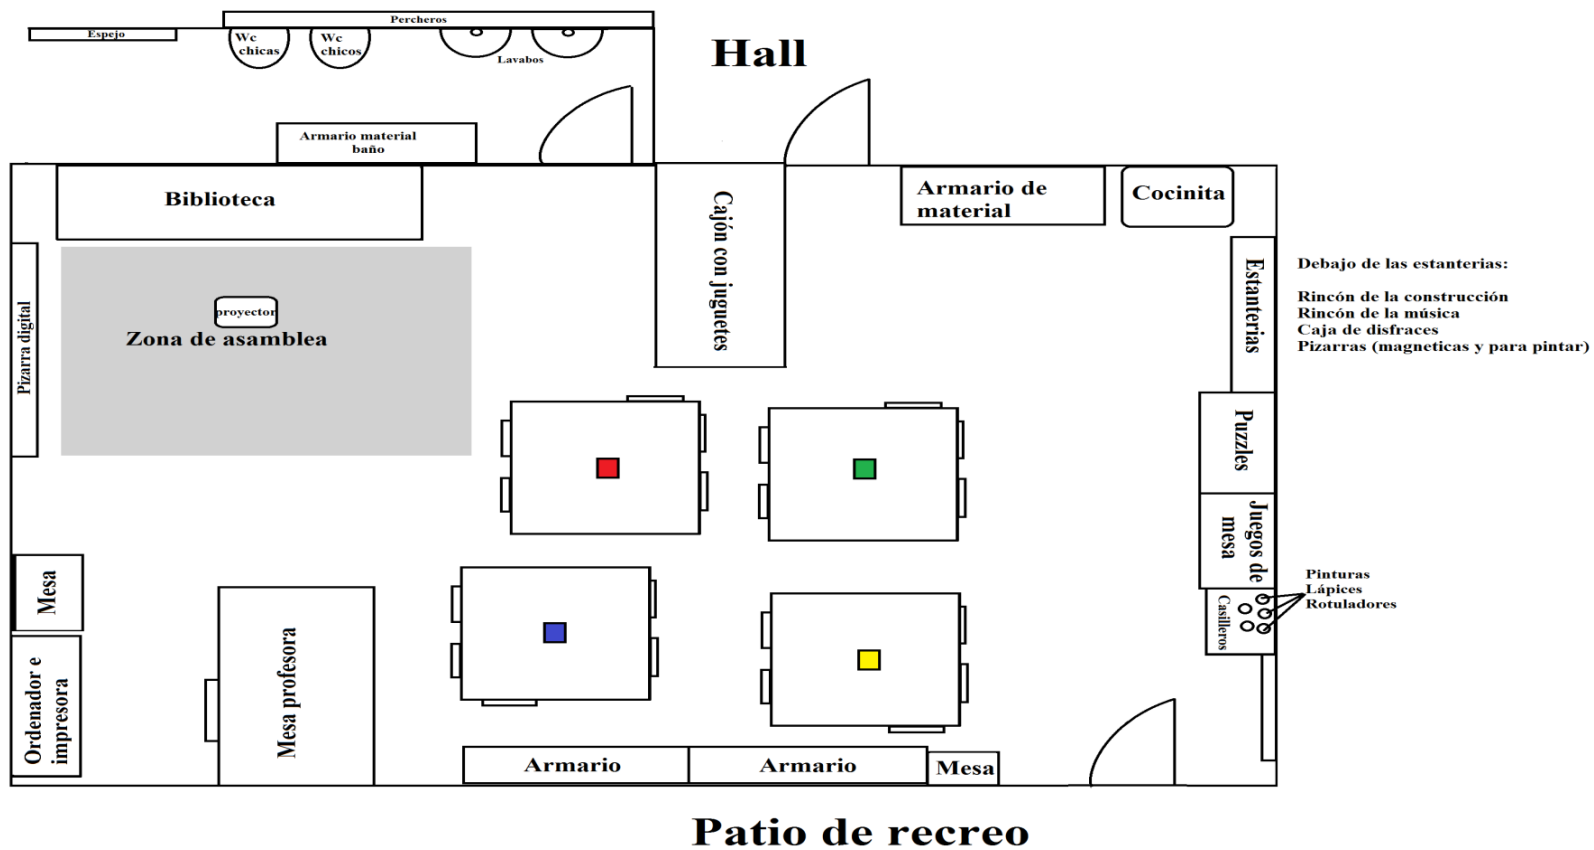 Percheros
Espejo
Wc
chicas
Wc
chicos
Lavabos
Hall
Armario material
baño
Biblioteca
Cajón con juguetes
Armario de
material
Cocinita
Pizarra digital
proyector
Zona de asamblea
Estanterias
Debajo de las estanterias:
Rincón de la construcción
Rincón de la música
Caja de disfraces
Pizarras (magneticas y para pintar)
Puzzles
Juegos de
mesa
Mesa
Casilleros
Pinturas
Lápices
Rotuladores
Ordenador e
impresora
Mesa profesora
Armario
Armario
Mesa
Patio de recreo